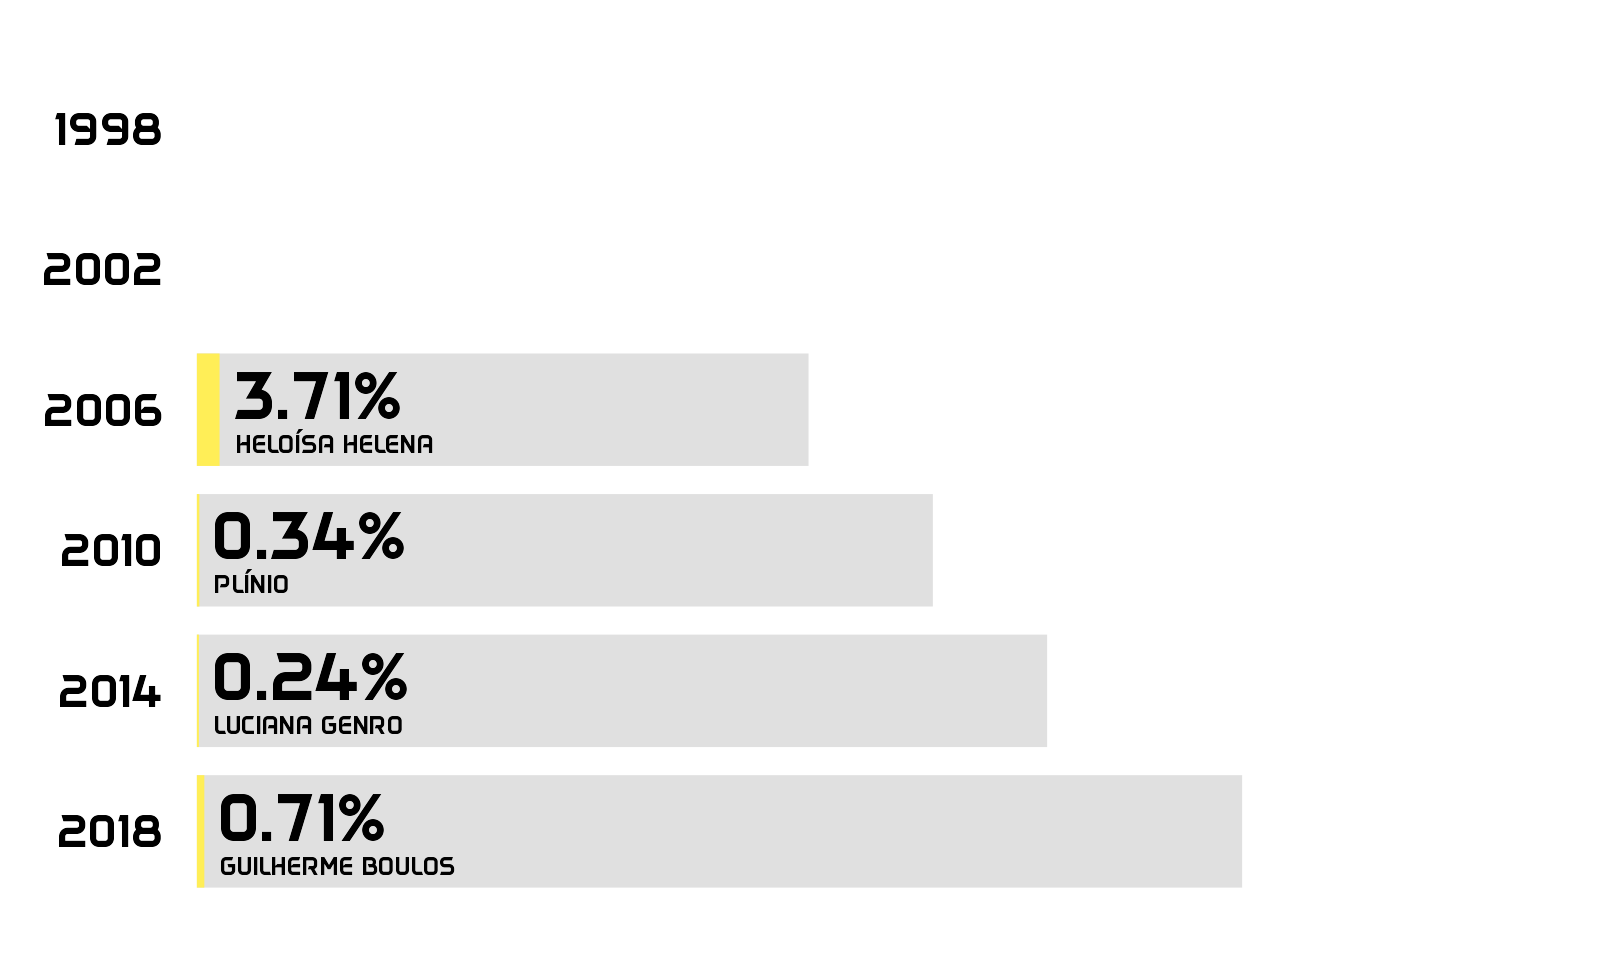 1998
2002
2006
3.71%
HELOÍSA HELENA
2010
0.34%
PLÍNIO
2014
0.24%
LUCIANA GENRO
2018
0.71%
GUILHERME BOULOS